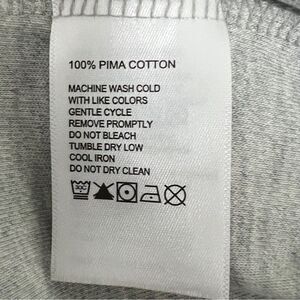 100% PIMA COTTON
MACHINE WASH COLD
WITH LIKE COLORS
GENTLE CYCLE
REMOVE PROMPTLY
DO NOT BLEACH
TUMBLE DRY LOW
COOL IRON
DO NOT DRY CLEAN